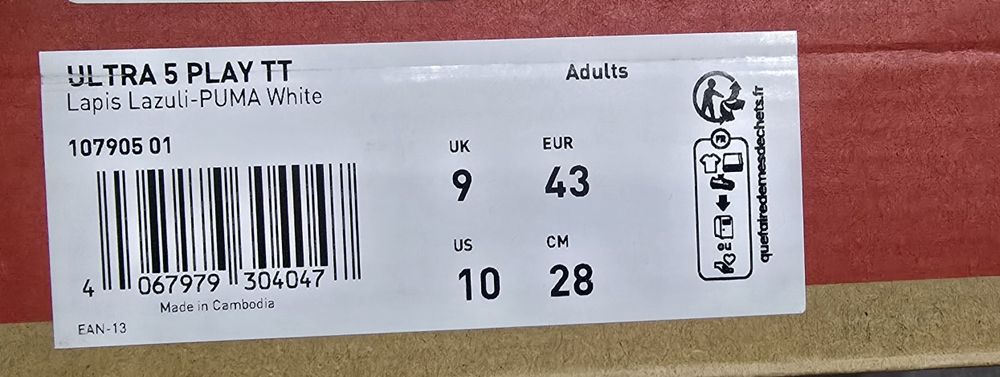 ULTRA 5 PLAY TT
Lapis Lazuli-PUMA White
Adults
107905 01
UK
9
EUR
43
US
10
CM
28
4 067979 304047
Made in Cambodia
EAN-13
FR
quefairedemesdechets.fr